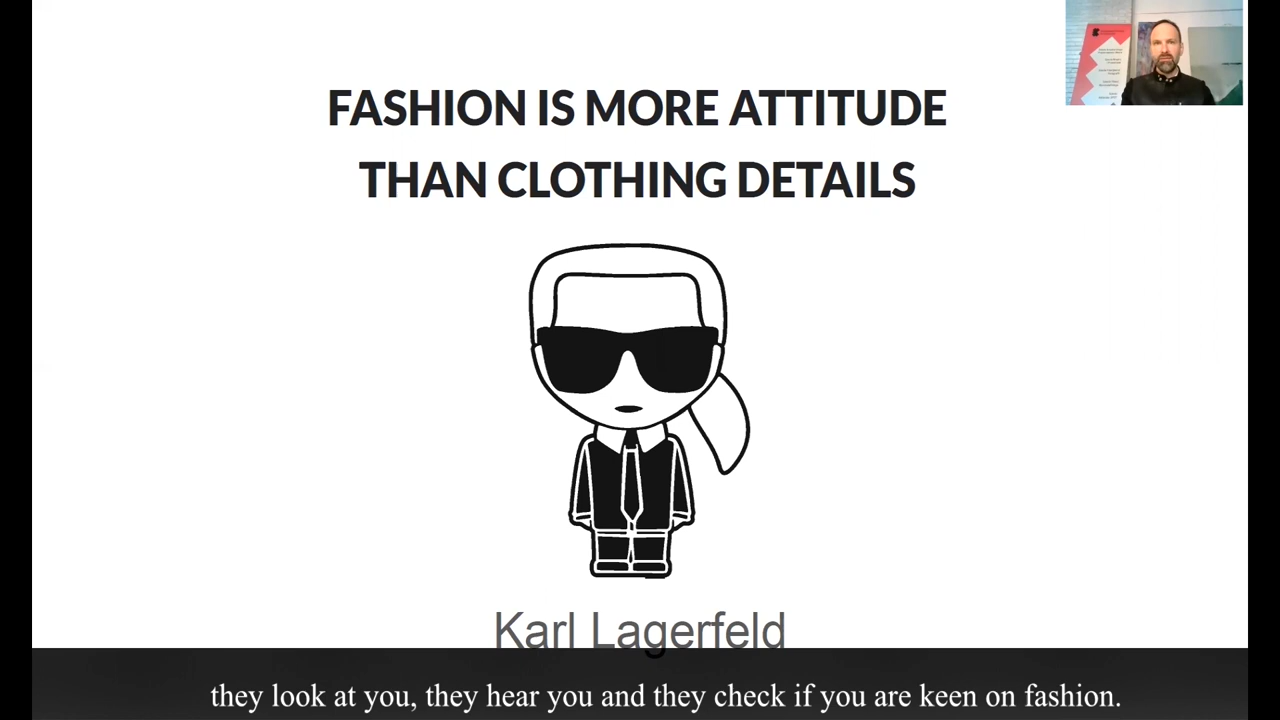 FASHION IS MORE ATTITUDE
THAN CLOTHING DETAILS
Karl Lagerfeld
they look at you, they hear you and they check if you are keen on fashion.